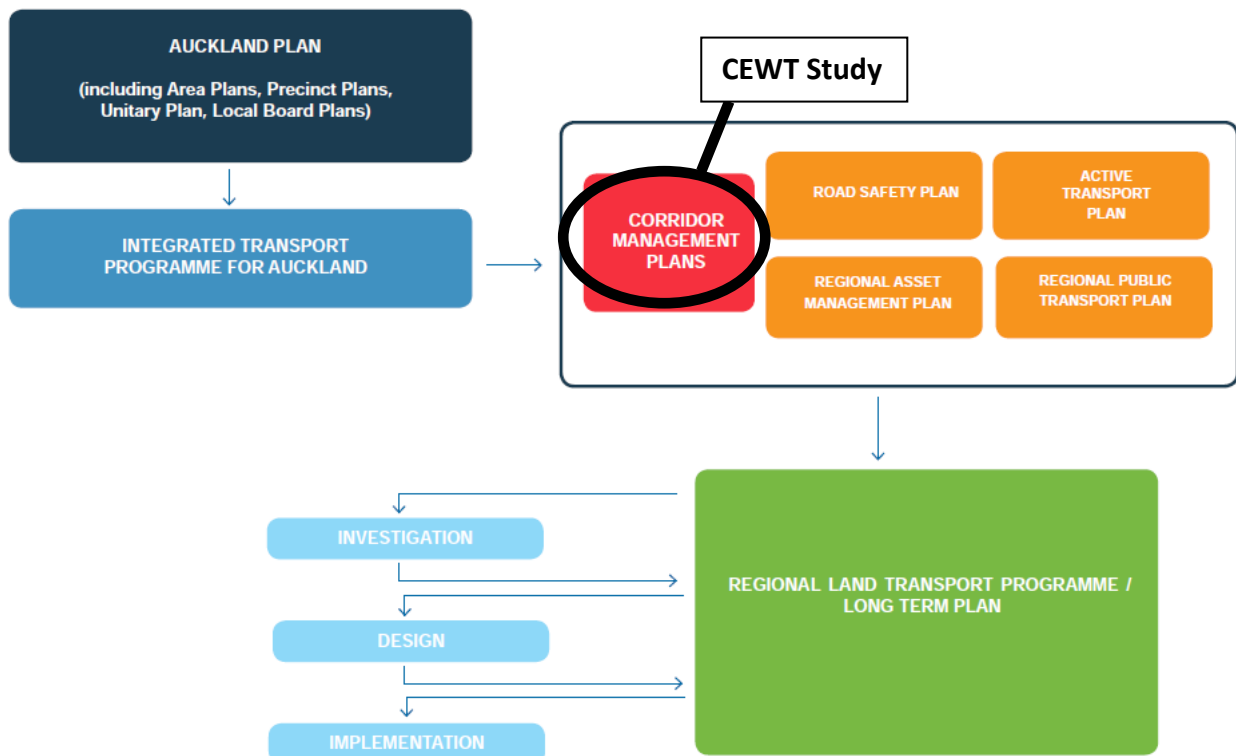 AUCKLAND PLAN
(including Area Plans, Precinct Plans,
Unitary Plan, Local Board Plans)
CEWT Study
INTEGRATED TRANSPORT
PROGRAMME FOR AUCKLAND
CORRIDOR
MANAGEMENT
PLANS
ROAD SAFETY PLAN
ACTIVE
TRANSPORT
PLAN
REGIONAL ASSET
MANAGEMENT PLAN
REGIONAL PUBLIC
TRANSPORT PLAN
REGIONAL LAND TRANSPORT PROGRAMME /
LONG TERM PLAN
INVESTIGATION
DESIGN
IMPLEMENTATION